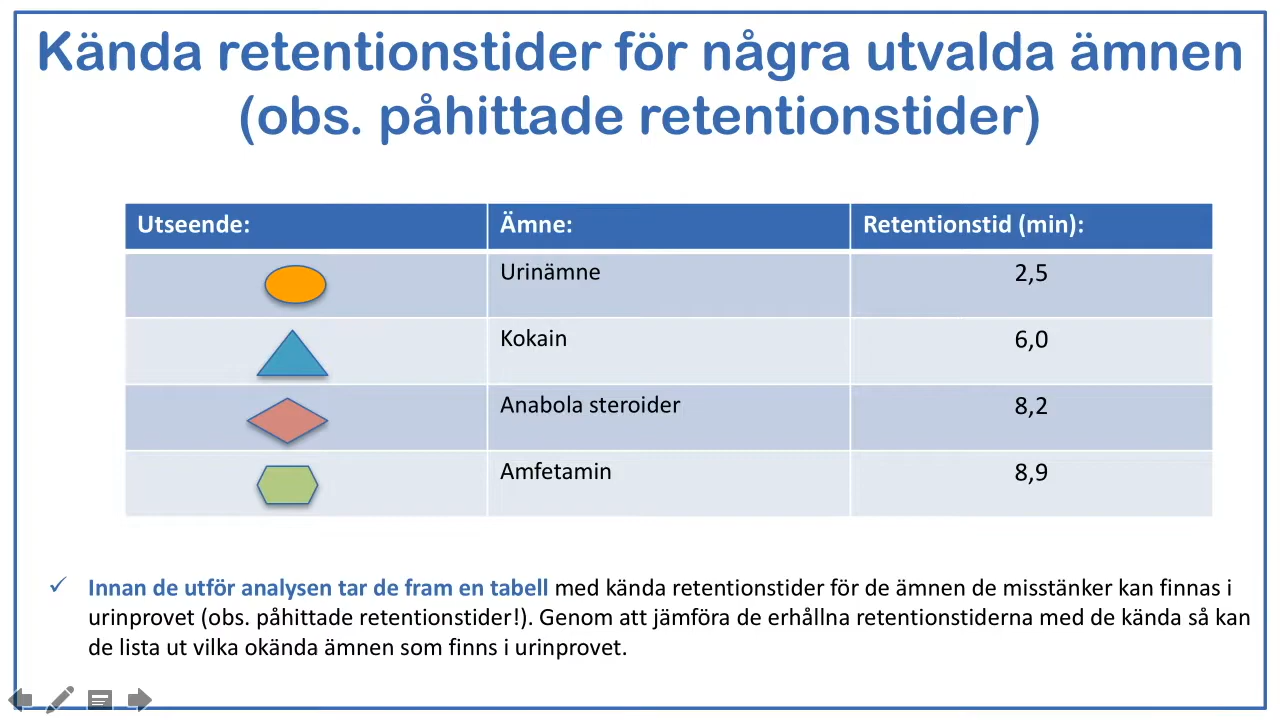 Kända retentionstider för några utvalda ämnen
(obs. påhittade retentionstider)
Utseende: Ämne: Retentionstid (min):
Urinämne 2,5
Kokain 6,0
Anabola steroider 8,2
Amfetamin 8,9
✓ Innan de utför analysen tar de fram en tabell med kända retentionstider för de ämnen de misstänker kan finnas i
urinprovet (obs. påhittade retentionstider!). Genom att jämföra de erhållna retentionstiderna med de kända så kan
de lista ut vilka okända ämnen som finns i urinprovet.